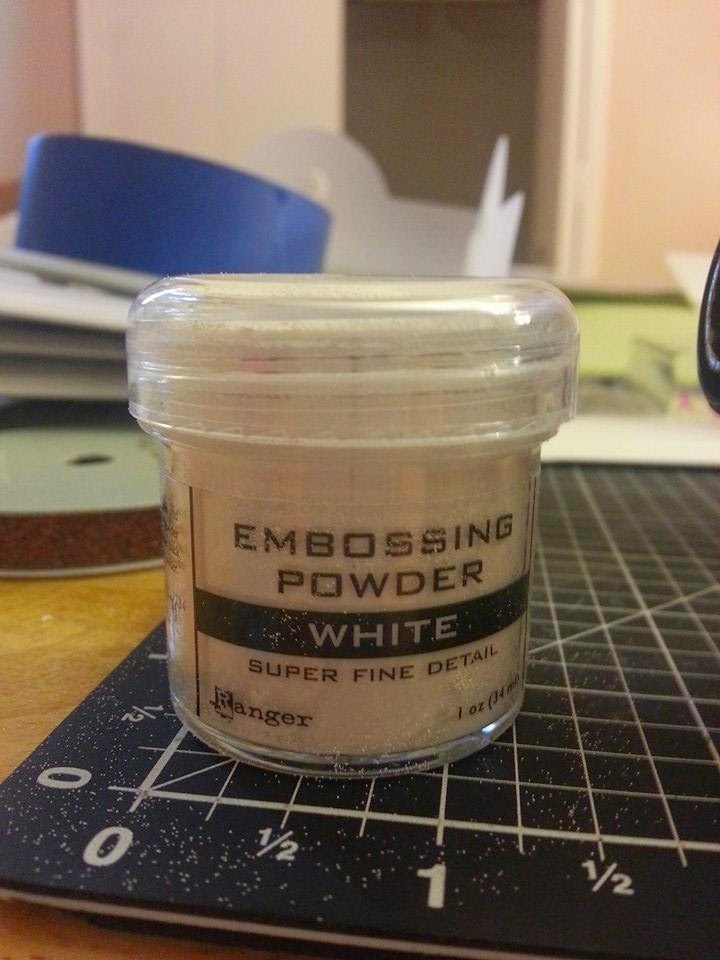 EMBOSSING
POWDER
WHITE
SUPER FINE DETAIL
Ranger
1 oz (34 ml)
½
0
0
½
1
½